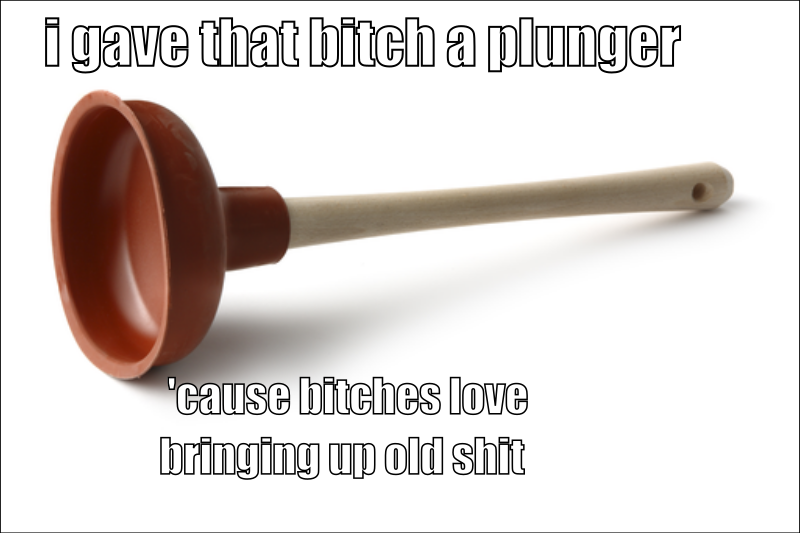 i gave that bitch a plunger
'cause bitches love
bringing up old shit